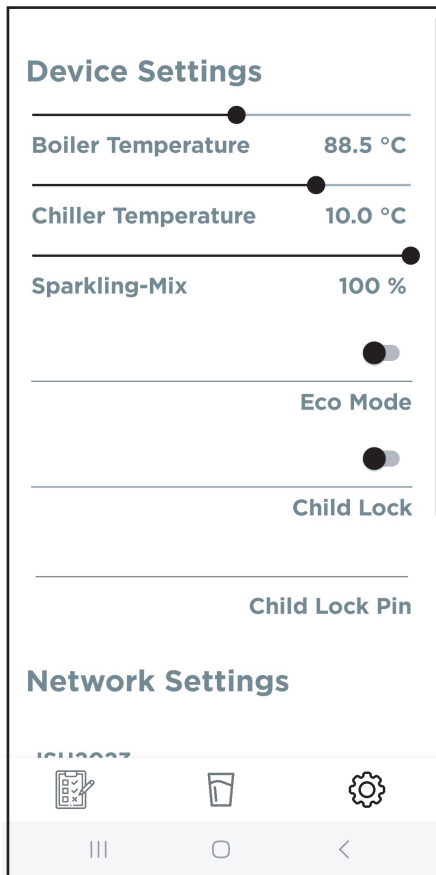 Device Settings
Boiler Temperature 88.5 °C
Chiller Temperature 10.0 °C
Sparkling-Mix 100 %
Eco Mode
Child Lock
Child Lock Pin
Network Settings